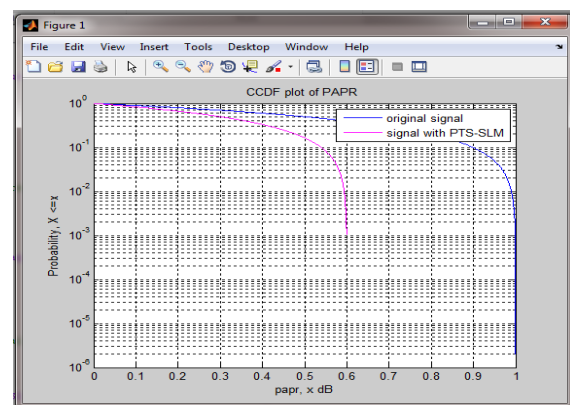 Figure 1
File Edit View Insert Tools Desktop Window Help
CCDF plot of PAPR
original signal
signal with PTS-SLM
10^0
10^-1
10^-2
10^-3
10^-4
10^-5
10^-6
Probability, X <=x
0 0.1 0.2 0.3 0.4 0.5 0.6 0.7 0.8 0.9 1
papr, x dB